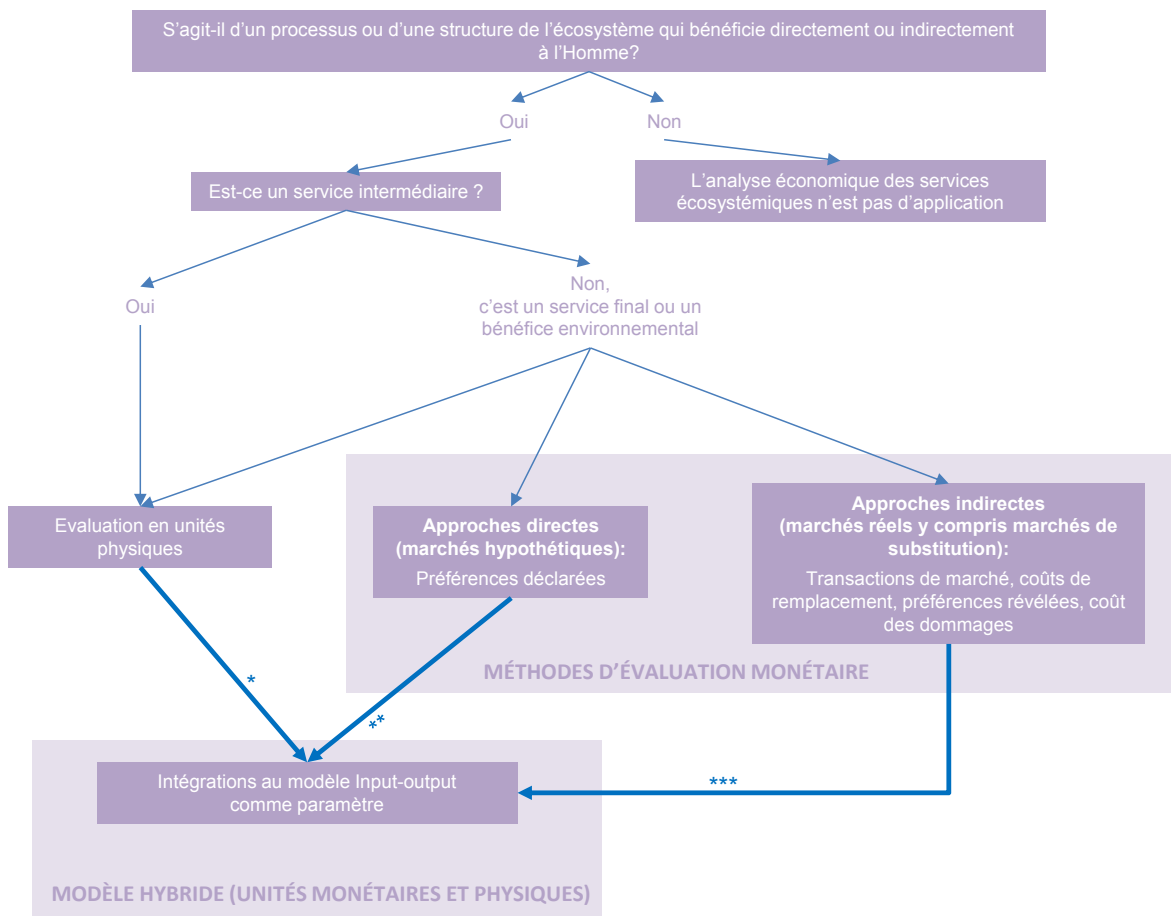 S’agit-il d’un processus ou d’une structure de l’écosystème qui bénéficie directement ou indirectement
à l’Homme?
Oui
Non
Est-ce un service intermédiaire ?
L’analyse économique des services
écosystémiques n’est pas d’application
Oui
Non,
c’est un service final ou un
bénéfice environnemental
Evaluation en unités
physiques
Approches directes
(marchés hypothétiques):
Préférences déclarées
Approches indirectes
(marchés réels y compris marchés de
substitution):
Transactions de marché, coûts de
remplacement, préférences révélées, coût
des dommages
MÉTHODES D’ÉVALUATION MONÉTAIRE
*
**
***
Intégrations au modèle Input-output
comme paramètre
MODÈLE HYBRIDE (UNITÉS MONÉTAIRES ET PHYSIQUES)